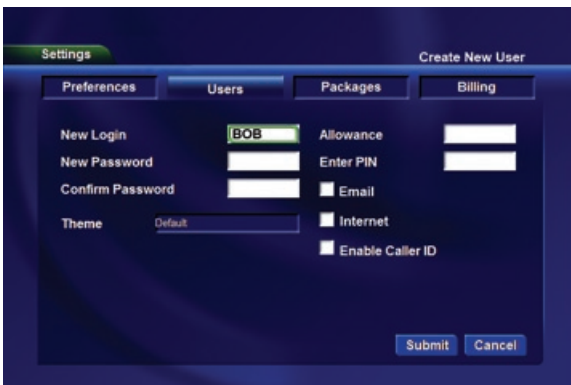 Settings
Create New User
Preferences Users Packages Billing
New Login BOB
New Password
Confirm Password
Theme Default
Allowance
Enter PIN
Email
Internet
Enable Caller ID
Submit Cancel